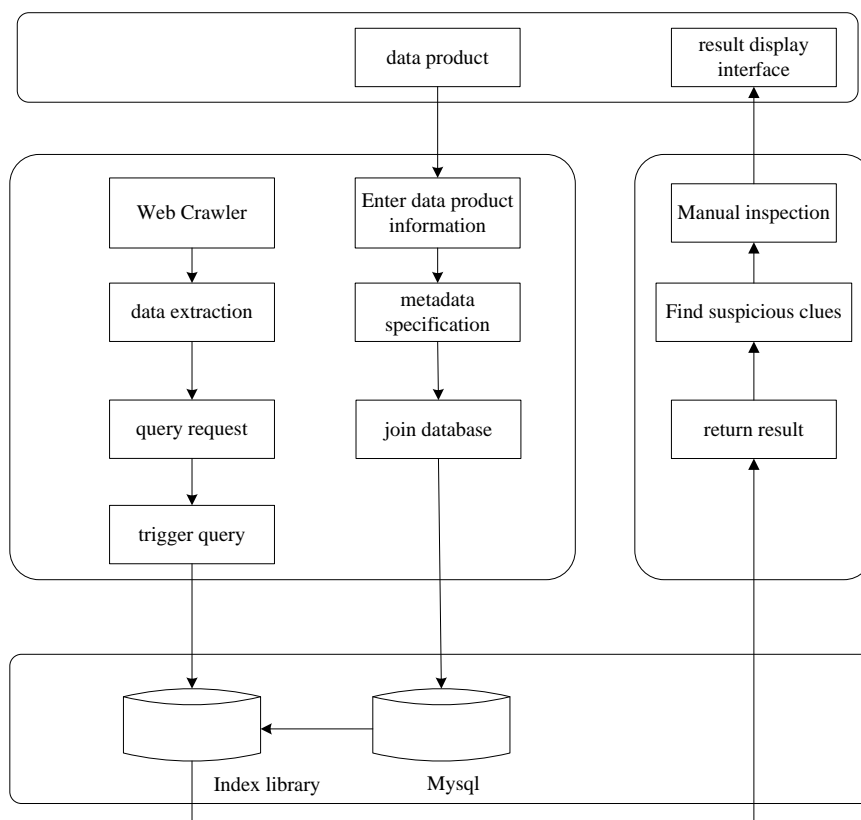 data product
result display
interface
Web Crawler
Enter data product
information
Manual inspection
data extraction
metadata
specification
Find suspicious clues
query request
join database
return result
trigger query
Index library
Mysql